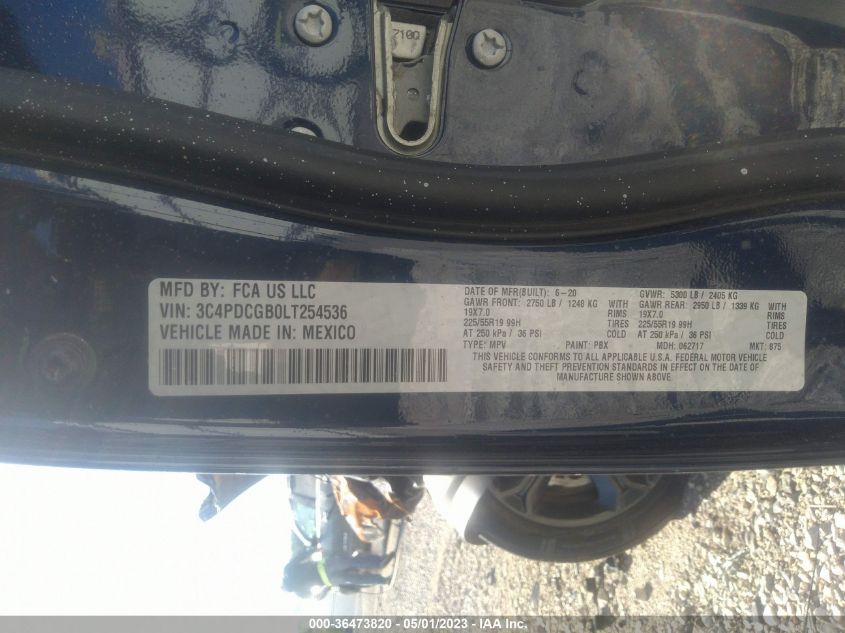 710G
MFD BY: FCA US LLC
VIN: 3C4PDCGB0LT254536
VEHICLE MADE IN: MEXICO
DATE OF MFR(BUILT): 6-20 GVWR: 5300 LB / 2405 KG
GAWR FRONT: 2750 LB / 1248 KG GAWR REAR: 2950 LB / 1339 KG
19X7.0 RIMS 19X7.0 RIMS
225/55R19 99H TIRES 225/55R19 99H TIRES
AT 250 kPa / 36 PSI COLD AT 250 kPa / 36 PSI COLD
TYPE: MPV PAINT: PBX MDH: 062717 MKT: 875
THIS VEHICLE CONFORMS TO ALL APPLICABLE U.S.A. FEDERAL MOTOR VEHICLE
SAFETY AND THEFT PREVENTION STANDARDS IN EFFECT ON THE DATE OF
MANUFACTURE SHOWN ABOVE.
000-36473820 - 05/01/2023 - IAA Inc.